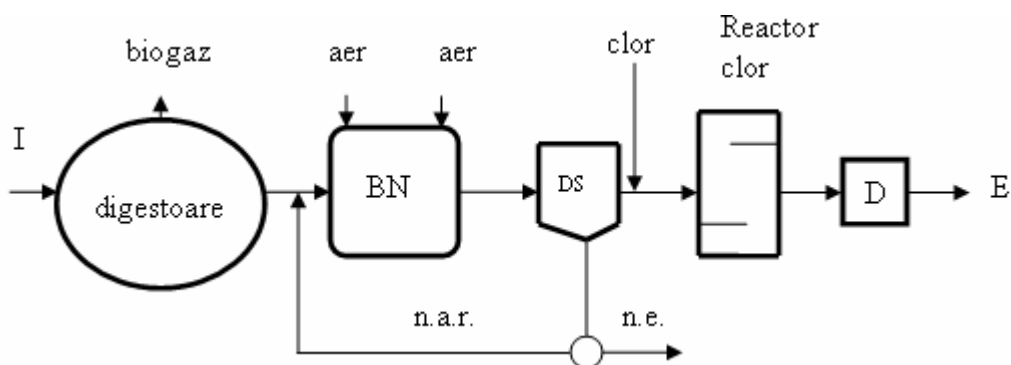 biogaz
aer
aer
clor
Reactor
clor
I
digestoare
BN
DS
D
E
n.a.r.
n.e.